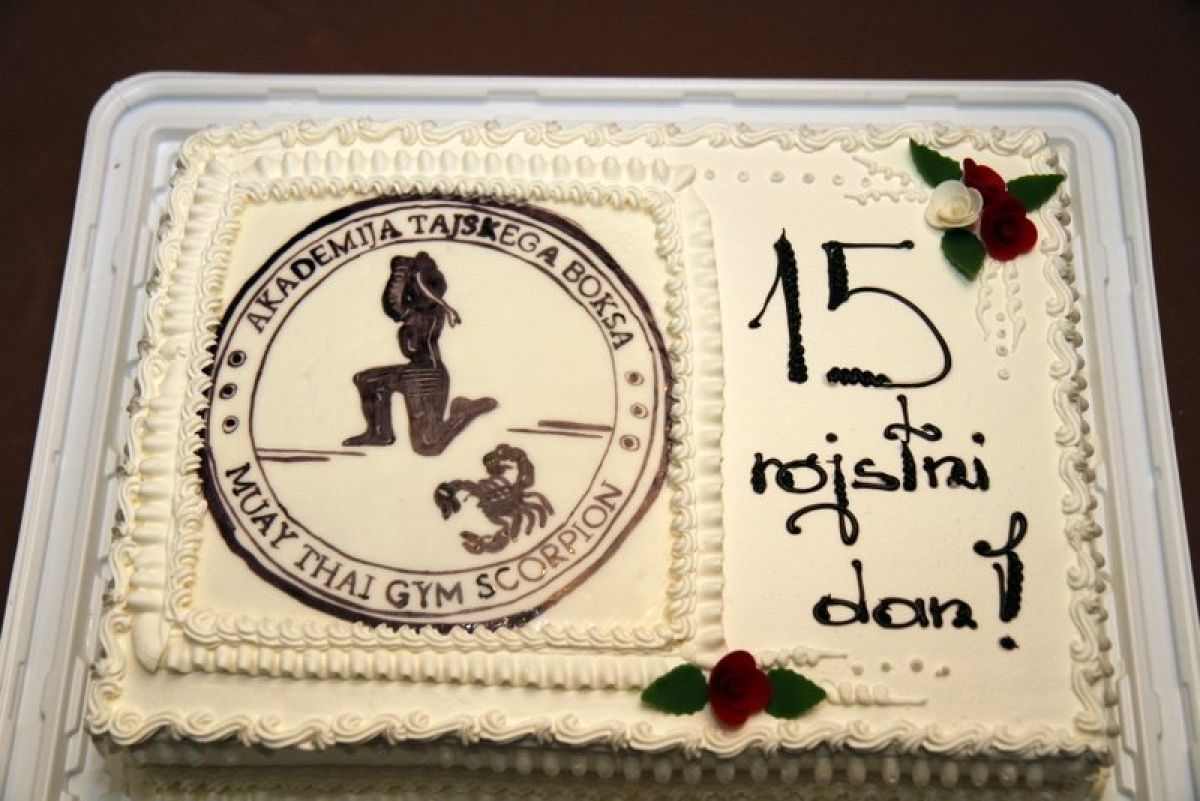 AKADEMIJA TAJSKEGA BOKSA
MUAY THAI GYM SCORPION
15
rojstni
dan!